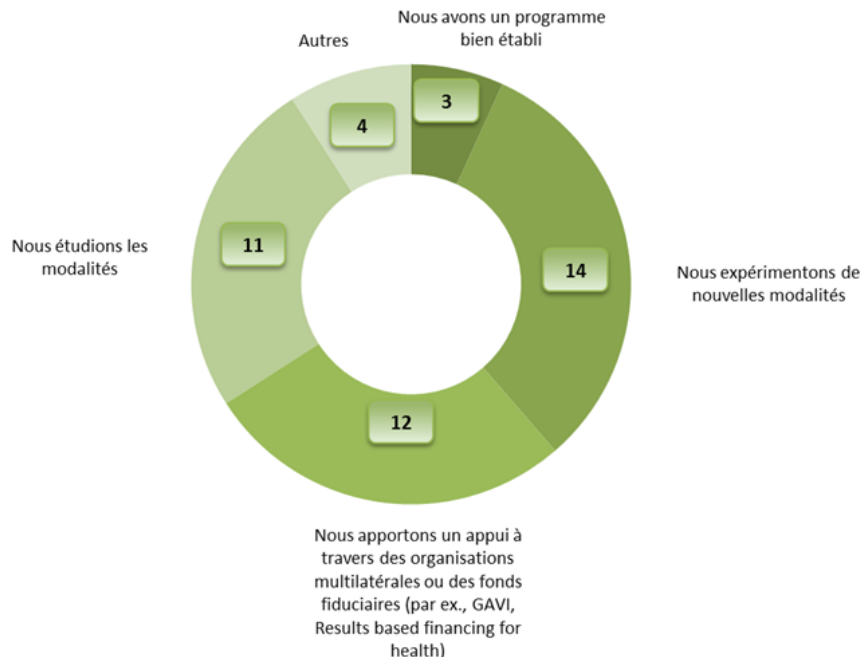 Nous avons un programme
bien établi
Autres
3
4
Nous étudions les
modalités
11
14
Nous expérimentons de
nouvelles modalités
12
Nous apportons un appui à
travers des organisations
multilatérales ou des fonds
fiduciaires (par ex., GAVI,
Results based financing for
health)